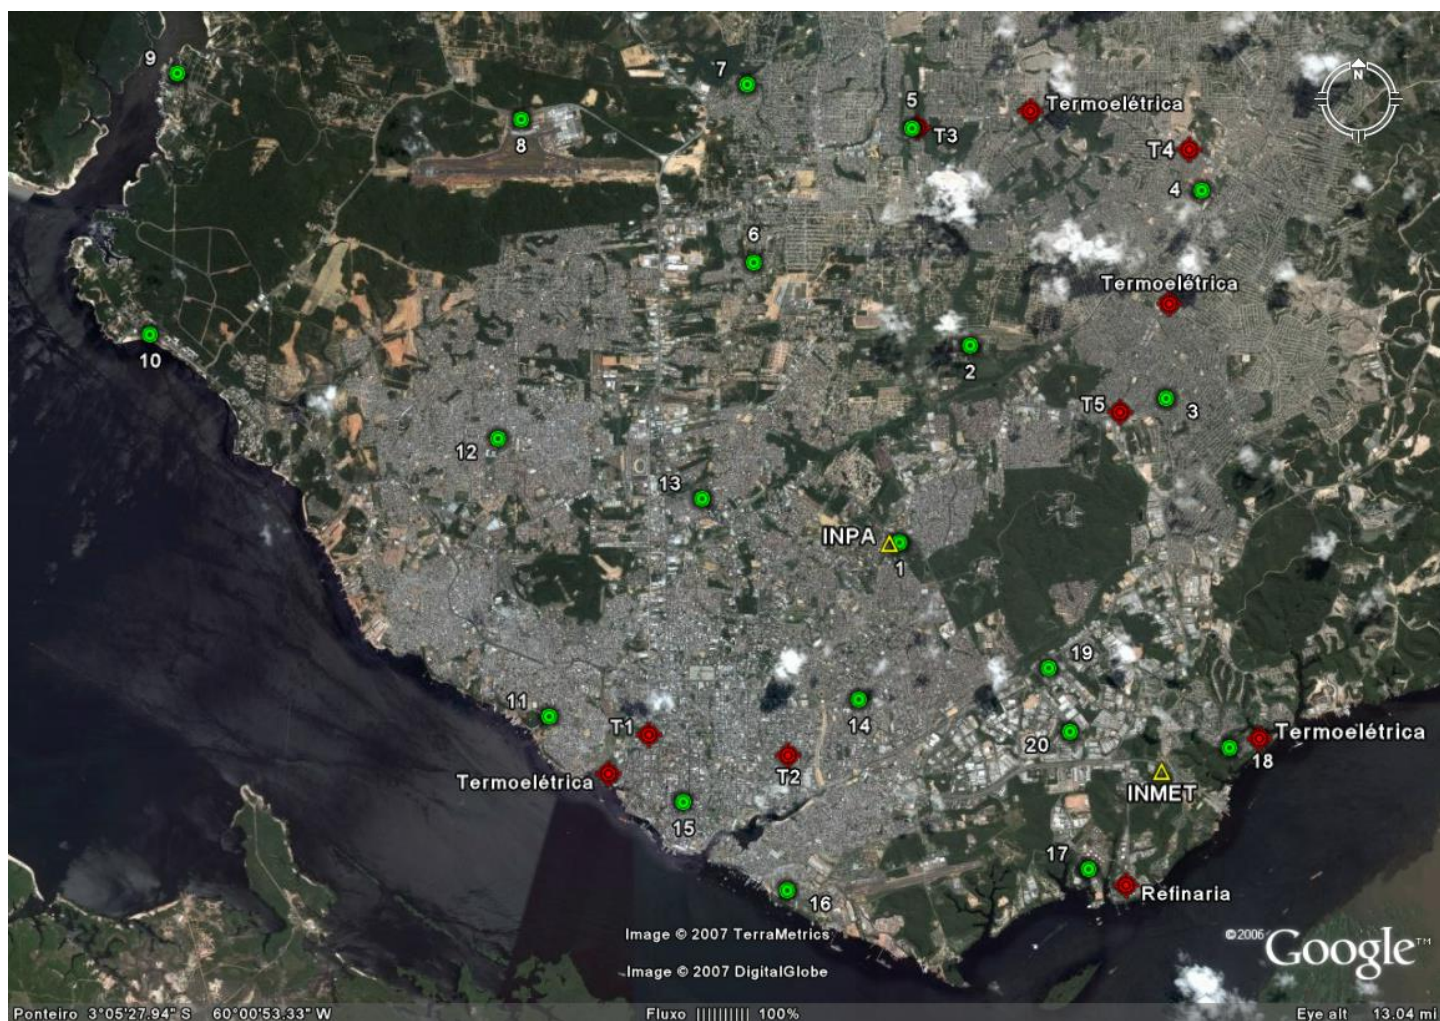 9
7
5
Termoelétrica
N
T3
8
T4
4
6
Termoelétrica
10
2
T5
3
12
13
INPA
1
19
11
T1
14
20
Termoelétrica
18
Termoelétrica
T2
INMET
15
17
Refinaria
16
Image © 2007 TerraMetrics
©2006 Google™
Image © 2007 DigitalGlobe
Ponteiro 3°05'27.94" S 60°00'53.33" W
Fluxo |||||||||| 100%
Eye alt 13.04 mi